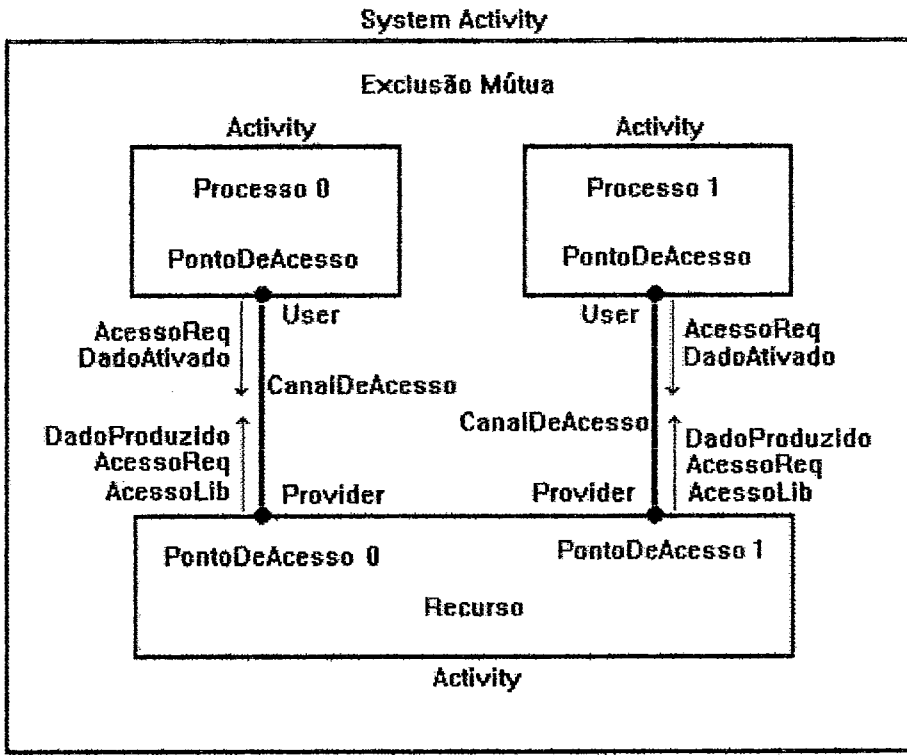 System Activity
Exclusão Mútua
Activity
Activity
Processo 0
Processo 1
PontoDeAcesso
PontoDeAcesso
User
User
AcessoReq
DadoAtivado
AcessoReq
DadoAtivado
CanalDeAcesso
CanalDeAcesso
DadoProduzido
AcessoReq
AcessoLib
DadoProduzido
AcessoReq
AcessoLib
Provider
Provider
PontoDeAcesso 0
PontoDeAcesso 1
Recurso
Activity